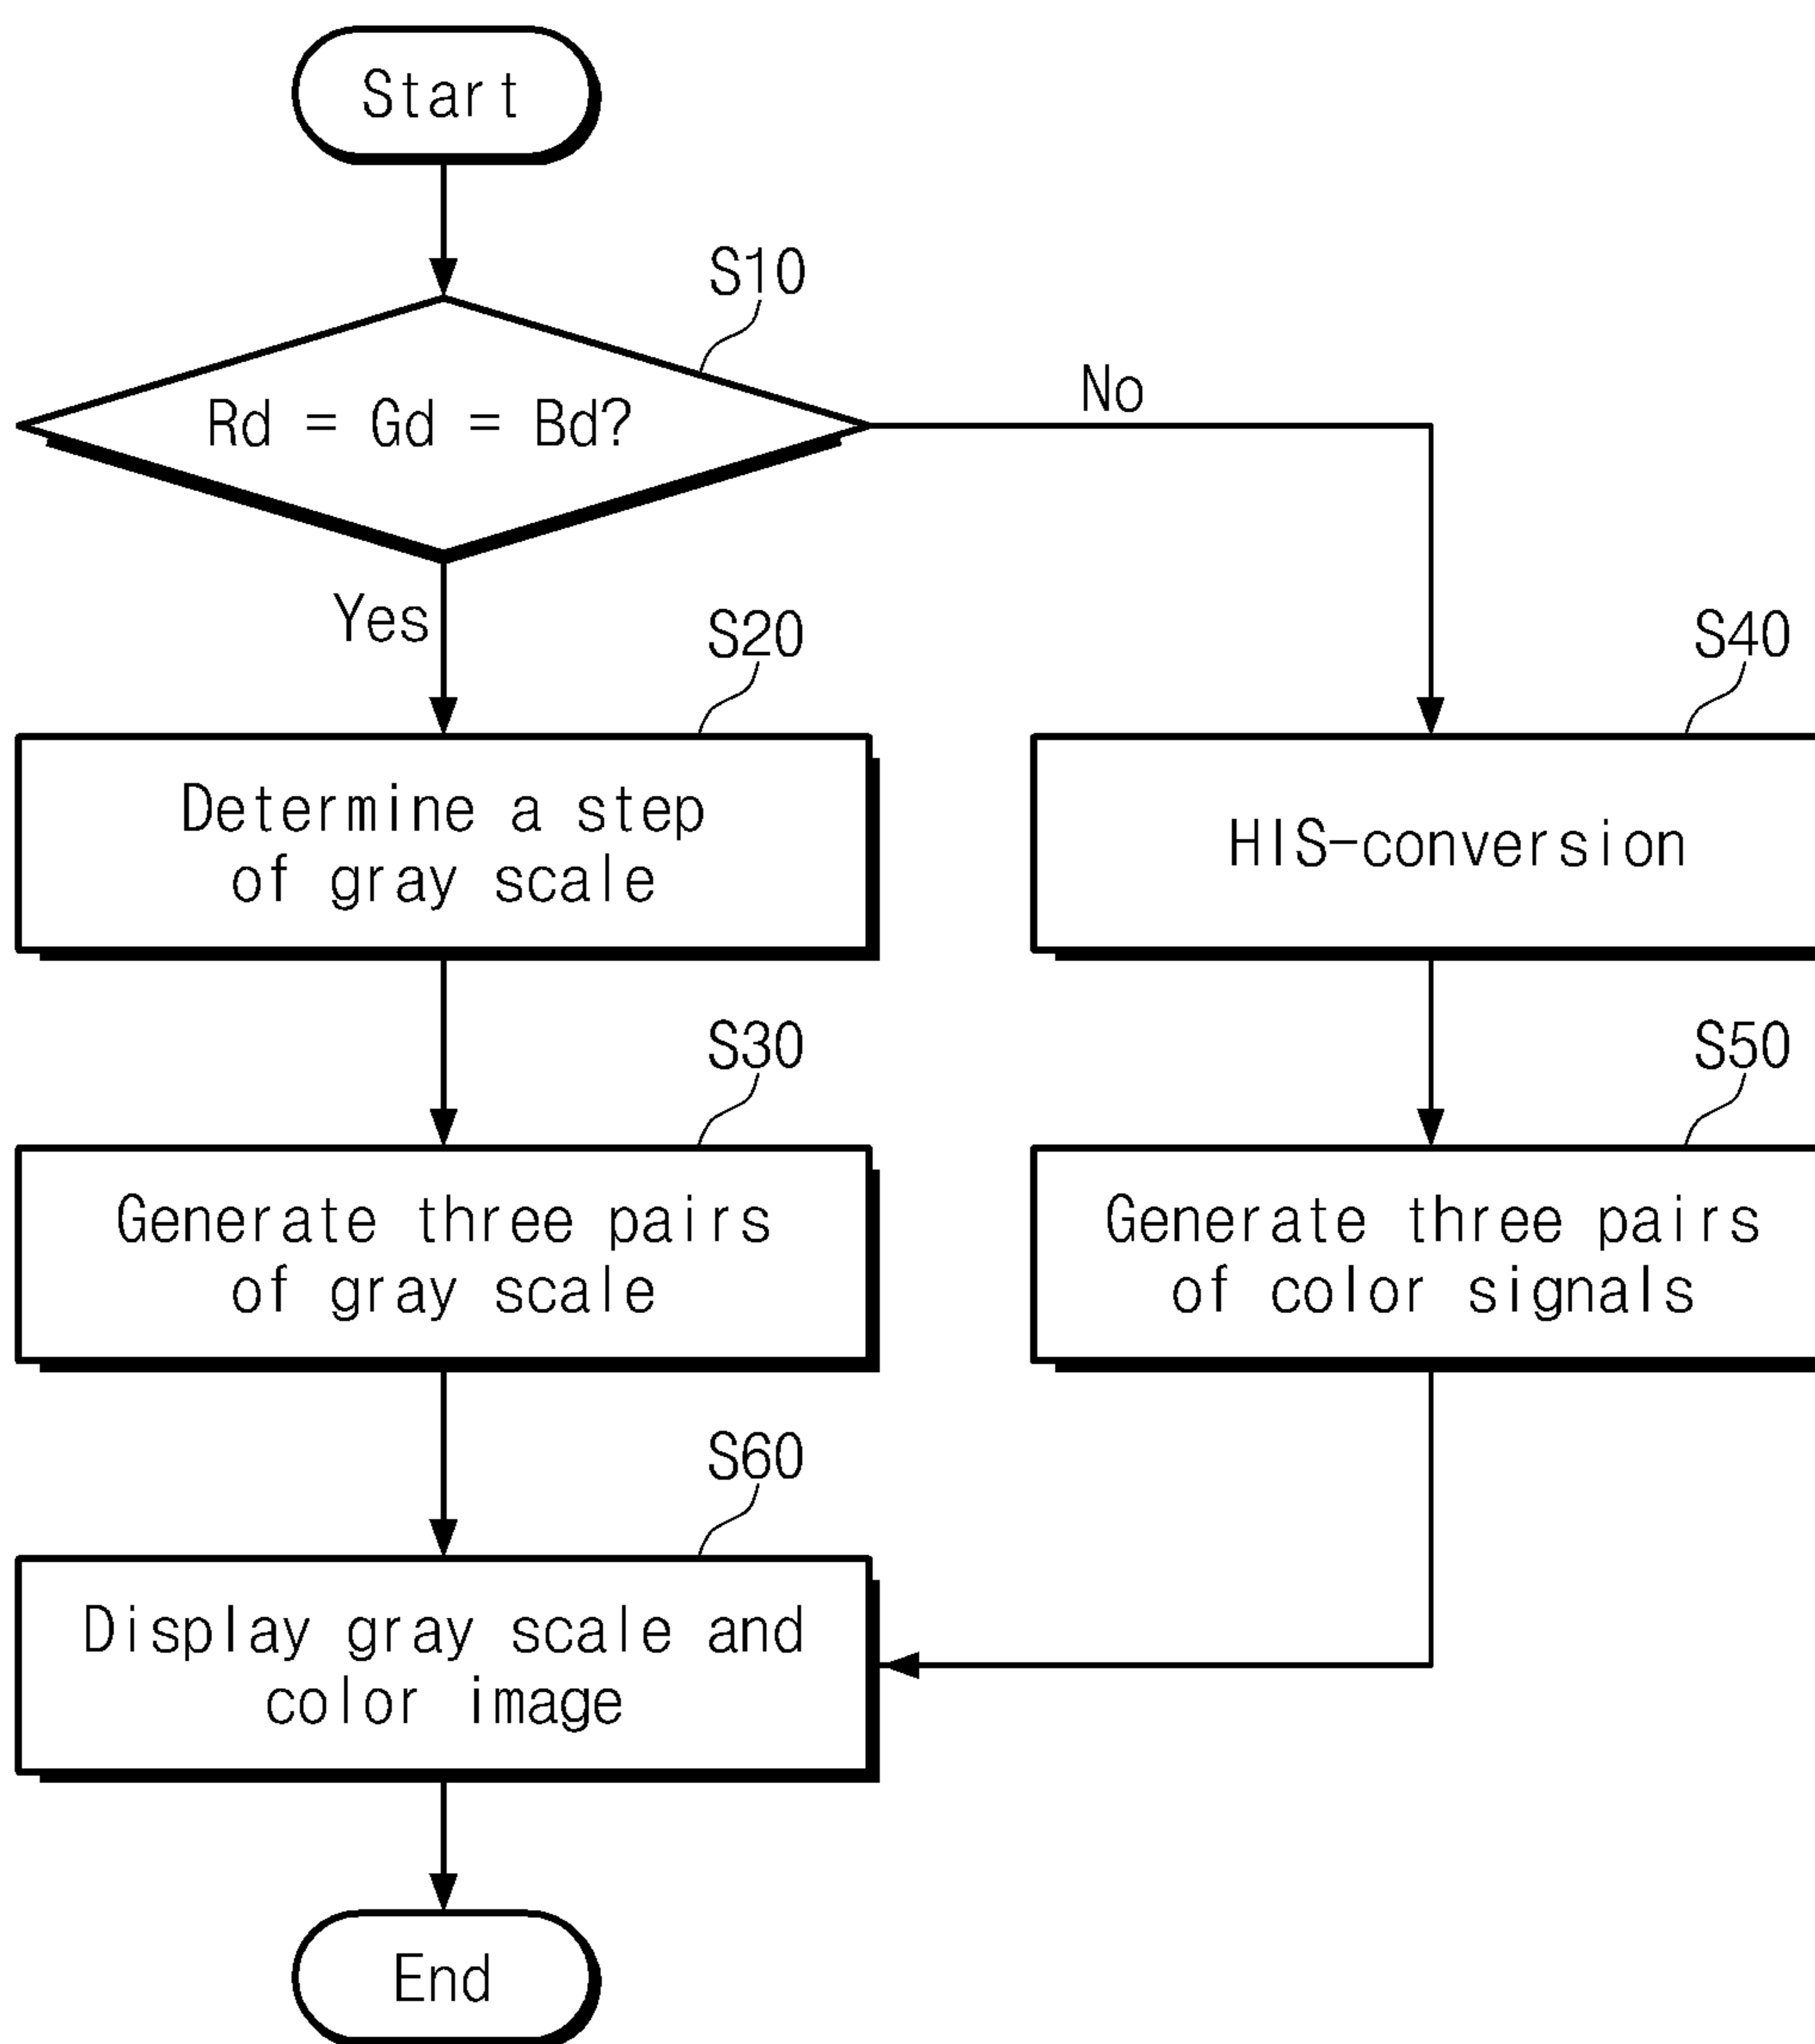 Start
S10
Rd = Gd = Bd?
No
Yes
S20
S40
Determine a step
of gray scale
HIS-conversion
S30
S50
Generate three pairs
of gray scale
Generate three pairs
of color signals
S60
Display gray scale and
color image
End